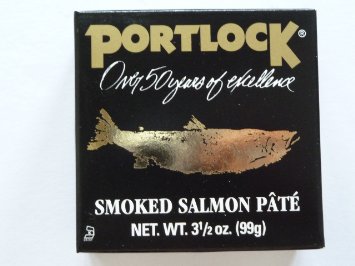 PORTLOCK®
Over 50 years of excellence
SMOKED SALMON PÂTÉ
NET. WT. 3½ oz. (99g)